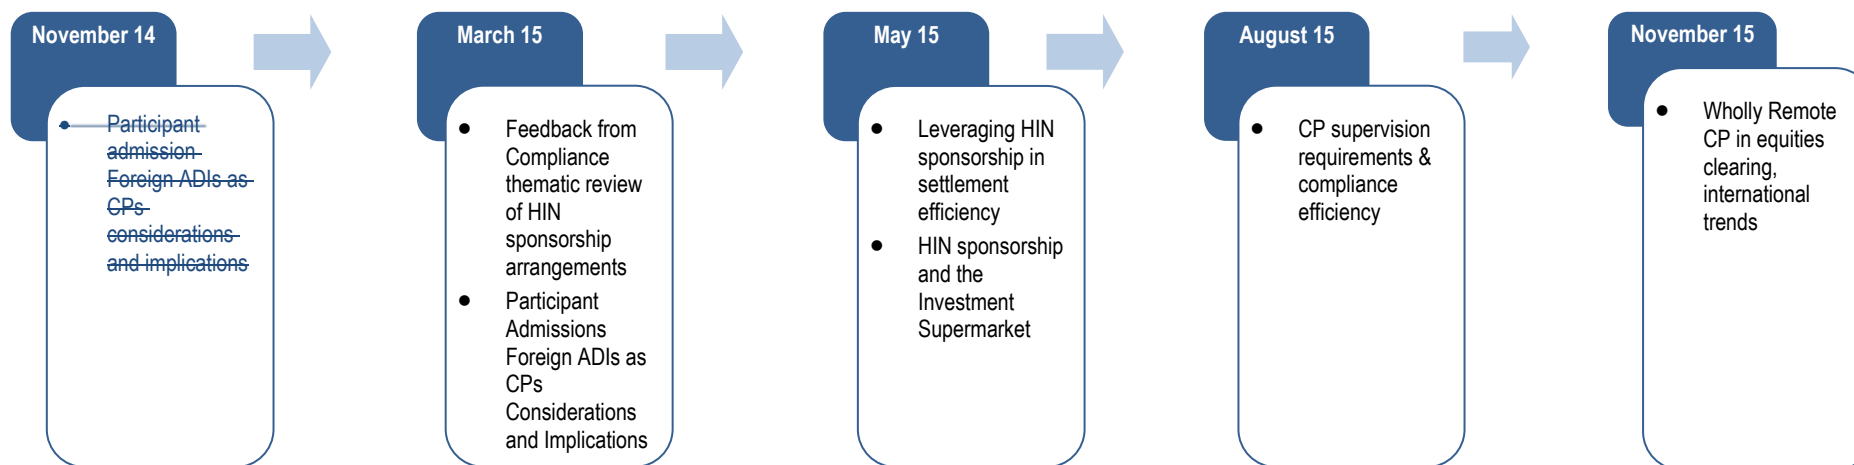 November 14
Participant
admission
Foreign ADIs as
CPs
considerations
and implications
March 15
Feedback from
Compliance
thematic review
of HIN
sponsorship
arrangements
Participant
Admissions
Foreign ADIs as
CPs
Considerations
and Implications
May 15
Leveraging HIN
sponsorship in
settlement
efficiency
HIN sponsorship
and the
Investment
Supermarket
August 15
CP supervision
requirements &
compliance
efficiency
November 15
Wholly Remote
CP in equities
clearing,
international
trends